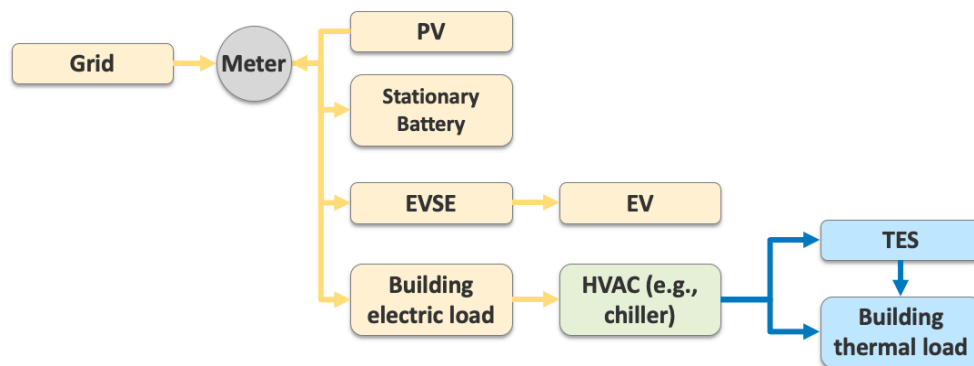 PV
Grid
Meter
Stationary
Battery
EVSE
EV
TES
Building
electric load
HVAC (e.g.,
chiller)
Building
thermal load